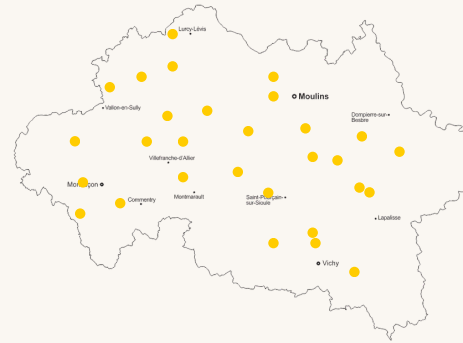 Lurcy-Lévis
Moulins
Vallon-en-Sully
Dompierre-sur-
Besbre
Villefranche-d'Allier
Montluçon
Commentry
Montmarault
Saint-Pourçain-
sur-Sioule
Lapalisse
Vichy